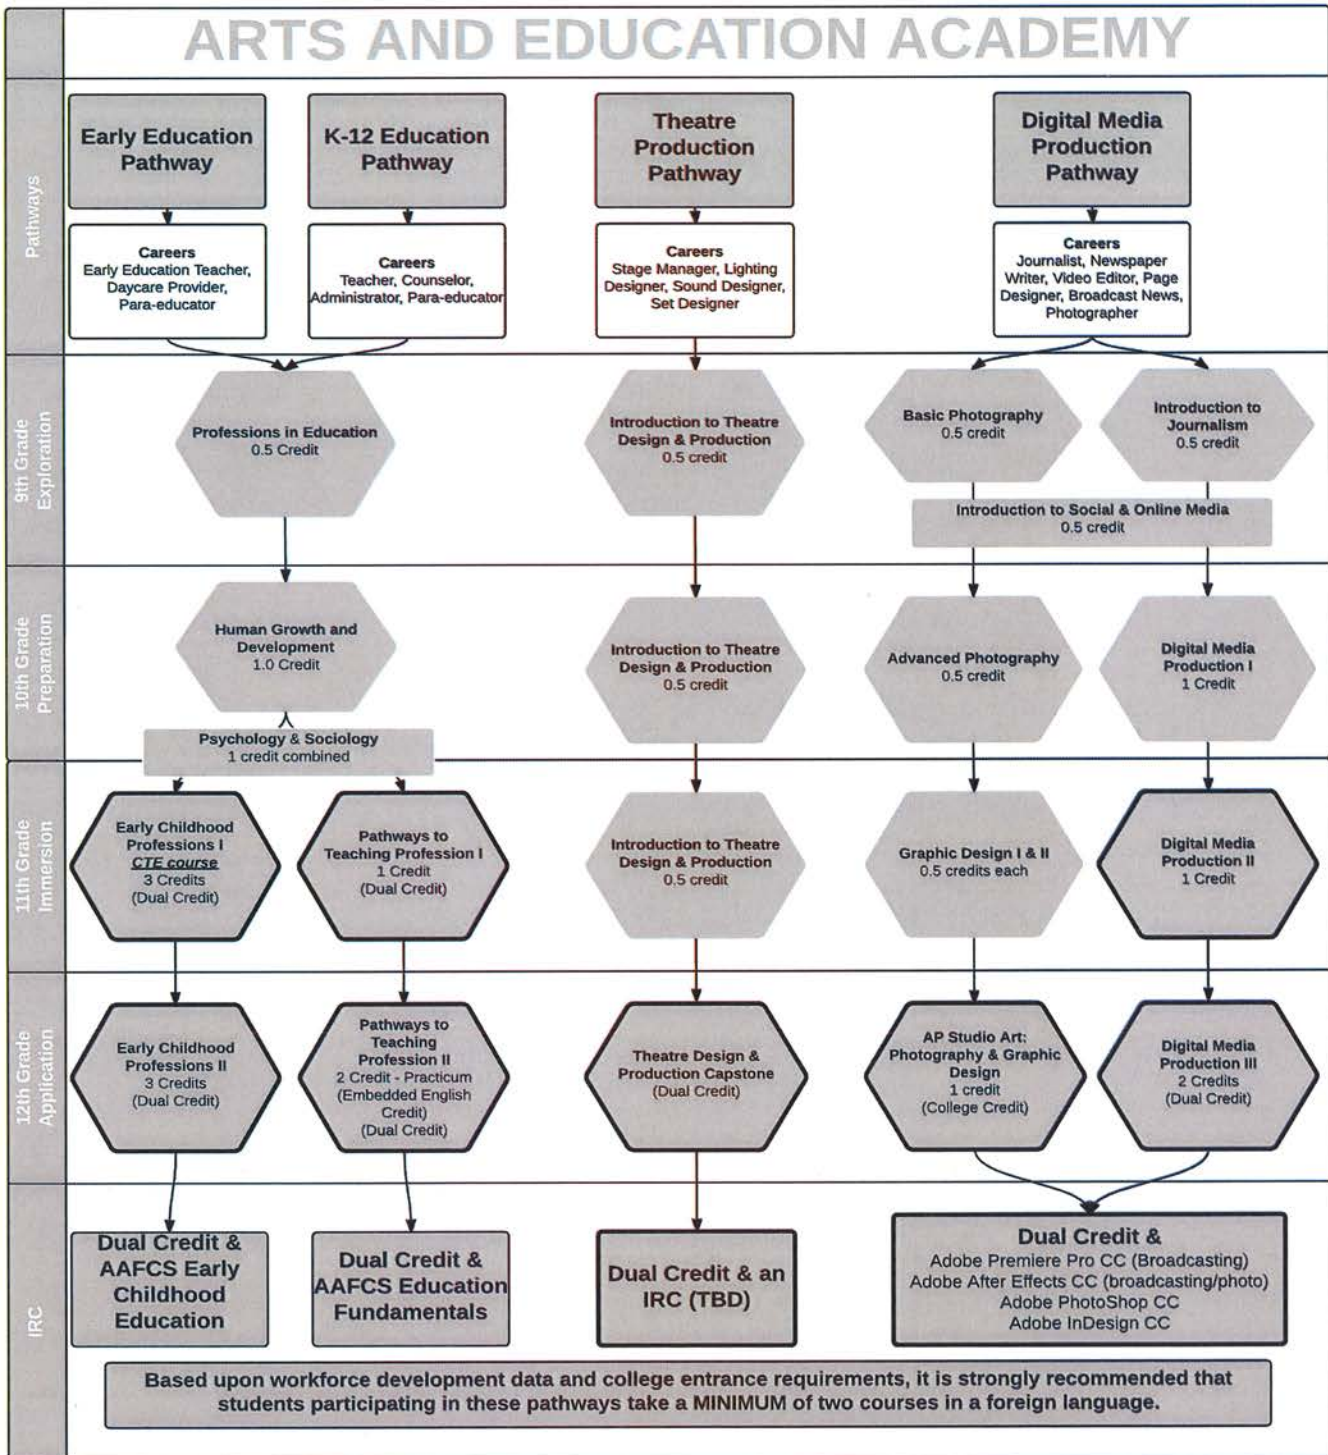 ARTS AND EDUCATION ACADEMY
Pathways
Early Education
Pathway
K-12 Education
Pathway
Theatre
Production
Pathway
Digital Media
Production
Pathway
Careers
Early Education Teacher,
Daycare Provider,
Para-educator
Careers
Teacher, Counselor,
Administrator, Para-educator
Careers
Stage Manager, Lighting
Designer, Sound Designer,
Set Designer
Careers
Journalist, Newspaper
Writer, Video Editor, Page
Designer, Broadcast News,
Photographer
9th Grade
Exploration
Professions in Education
0.5 Credit
Introduction to Theatre
Design & Production
0.5 credit
Basic Photography
0.5 credit
Introduction to
Journalism
0.5 credit
Introduction to Social & Online Media
0.5 credit
10th Grade
Preparation
Human Growth and
Development
1.0 Credit
Psychology & Sociology
1 credit combined
Introduction to Theatre
Design & Production
0.5 credit
Advanced Photography
0.5 credit
Digital Media
Production I
1 Credit
11th Grade
Immersion
Early Childhood
Professions I
CTE course
3 Credits
(Dual Credit)
Pathways to
Teaching Profession I
1 Credit
(Dual Credit)
Introduction to Theatre
Design & Production
0.5 credit
Graphic Design I & II
0.5 credits each
Digital Media
Production II
1 Credit
12th Grade
Application
Early Childhood
Professions II
3 Credits
(Dual Credit)
Pathways to
Teaching
Profession II
2 Credit - Practicum
(Embedded English
Credit)
(Dual Credit)
Theatre Design &
Production Capstone
(Dual Credit)
AP Studio Art:
Photography & Graphic
Design
1 credit
(College Credit)
Digital Media
Production III
2 Credits
(Dual Credit)
IRC
Dual Credit &
AAFCS Early
Childhood
Education
Dual Credit &
AAFCS Education
Fundamentals
Dual Credit & an
IRC (TBD)
Dual Credit &
Adobe Premiere Pro CC (Broadcasting)
Adobe After Effects CC (broadcasting/photo)
Adobe PhotoShop CC
Adobe InDesign CC
Based upon workforce development data and college entrance requirements, it is strongly recommended that
students participating in these pathways take a MINIMUM of two courses in a foreign language.